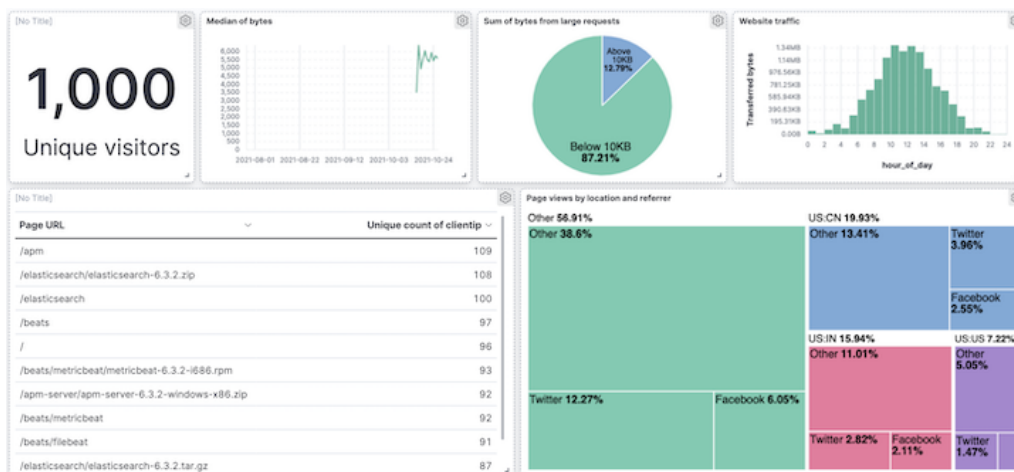 [No Title]
1,000
Unique visitors
Median of bytes
6,000
5,500
5,000
4,500
4,000
3,500
3,000
2,500
2,000
1,500
1,000
500
0
2021-08-01 2021-08-22 2021-09-12 2021-10-03 2021-10-24
Sum of bytes from large requests
Above
10KB
12.79%
Below 10KB
87.21%
Website traffic
Transferred bytes
1.34MB
1.14MB
976.56KB
781.25KB
585.94KB
390.63KB
195.31KB
0.00B
0 2 4 6 8 10 12 14 16 18 20 22 24
hour_of_day
[No Title]
Page URL Unique count of clientip
/apm 109
/elasticsearch/elasticsearch-6.3.2.zip 108
/elasticsearch 100
/beats 97
/ 96
/beats/metricbeat/metricbeat-6.3.2-i686.rpm 93
/apm-server/apm-server-6.3.2-windows-x86.zip 92
/beats/metricbeat 92
/beats/filebeat 91
/elasticsearch/elasticsearch-6.3.2.tar.gz 87
Page views by location and referrer
Other 56.91%
Other 38.6%
Twitter 12.27%
Facebook 6.05%
US:CN 19.93%
Other 13.41%
Twitter
3.96%
Facebook
2.55%
US:IN 15.94%
Other 11.01%
Twitter 2.82%
Facebook
2.11%
US:US 7.22%
Other
5.05%
Twitter
1.47%